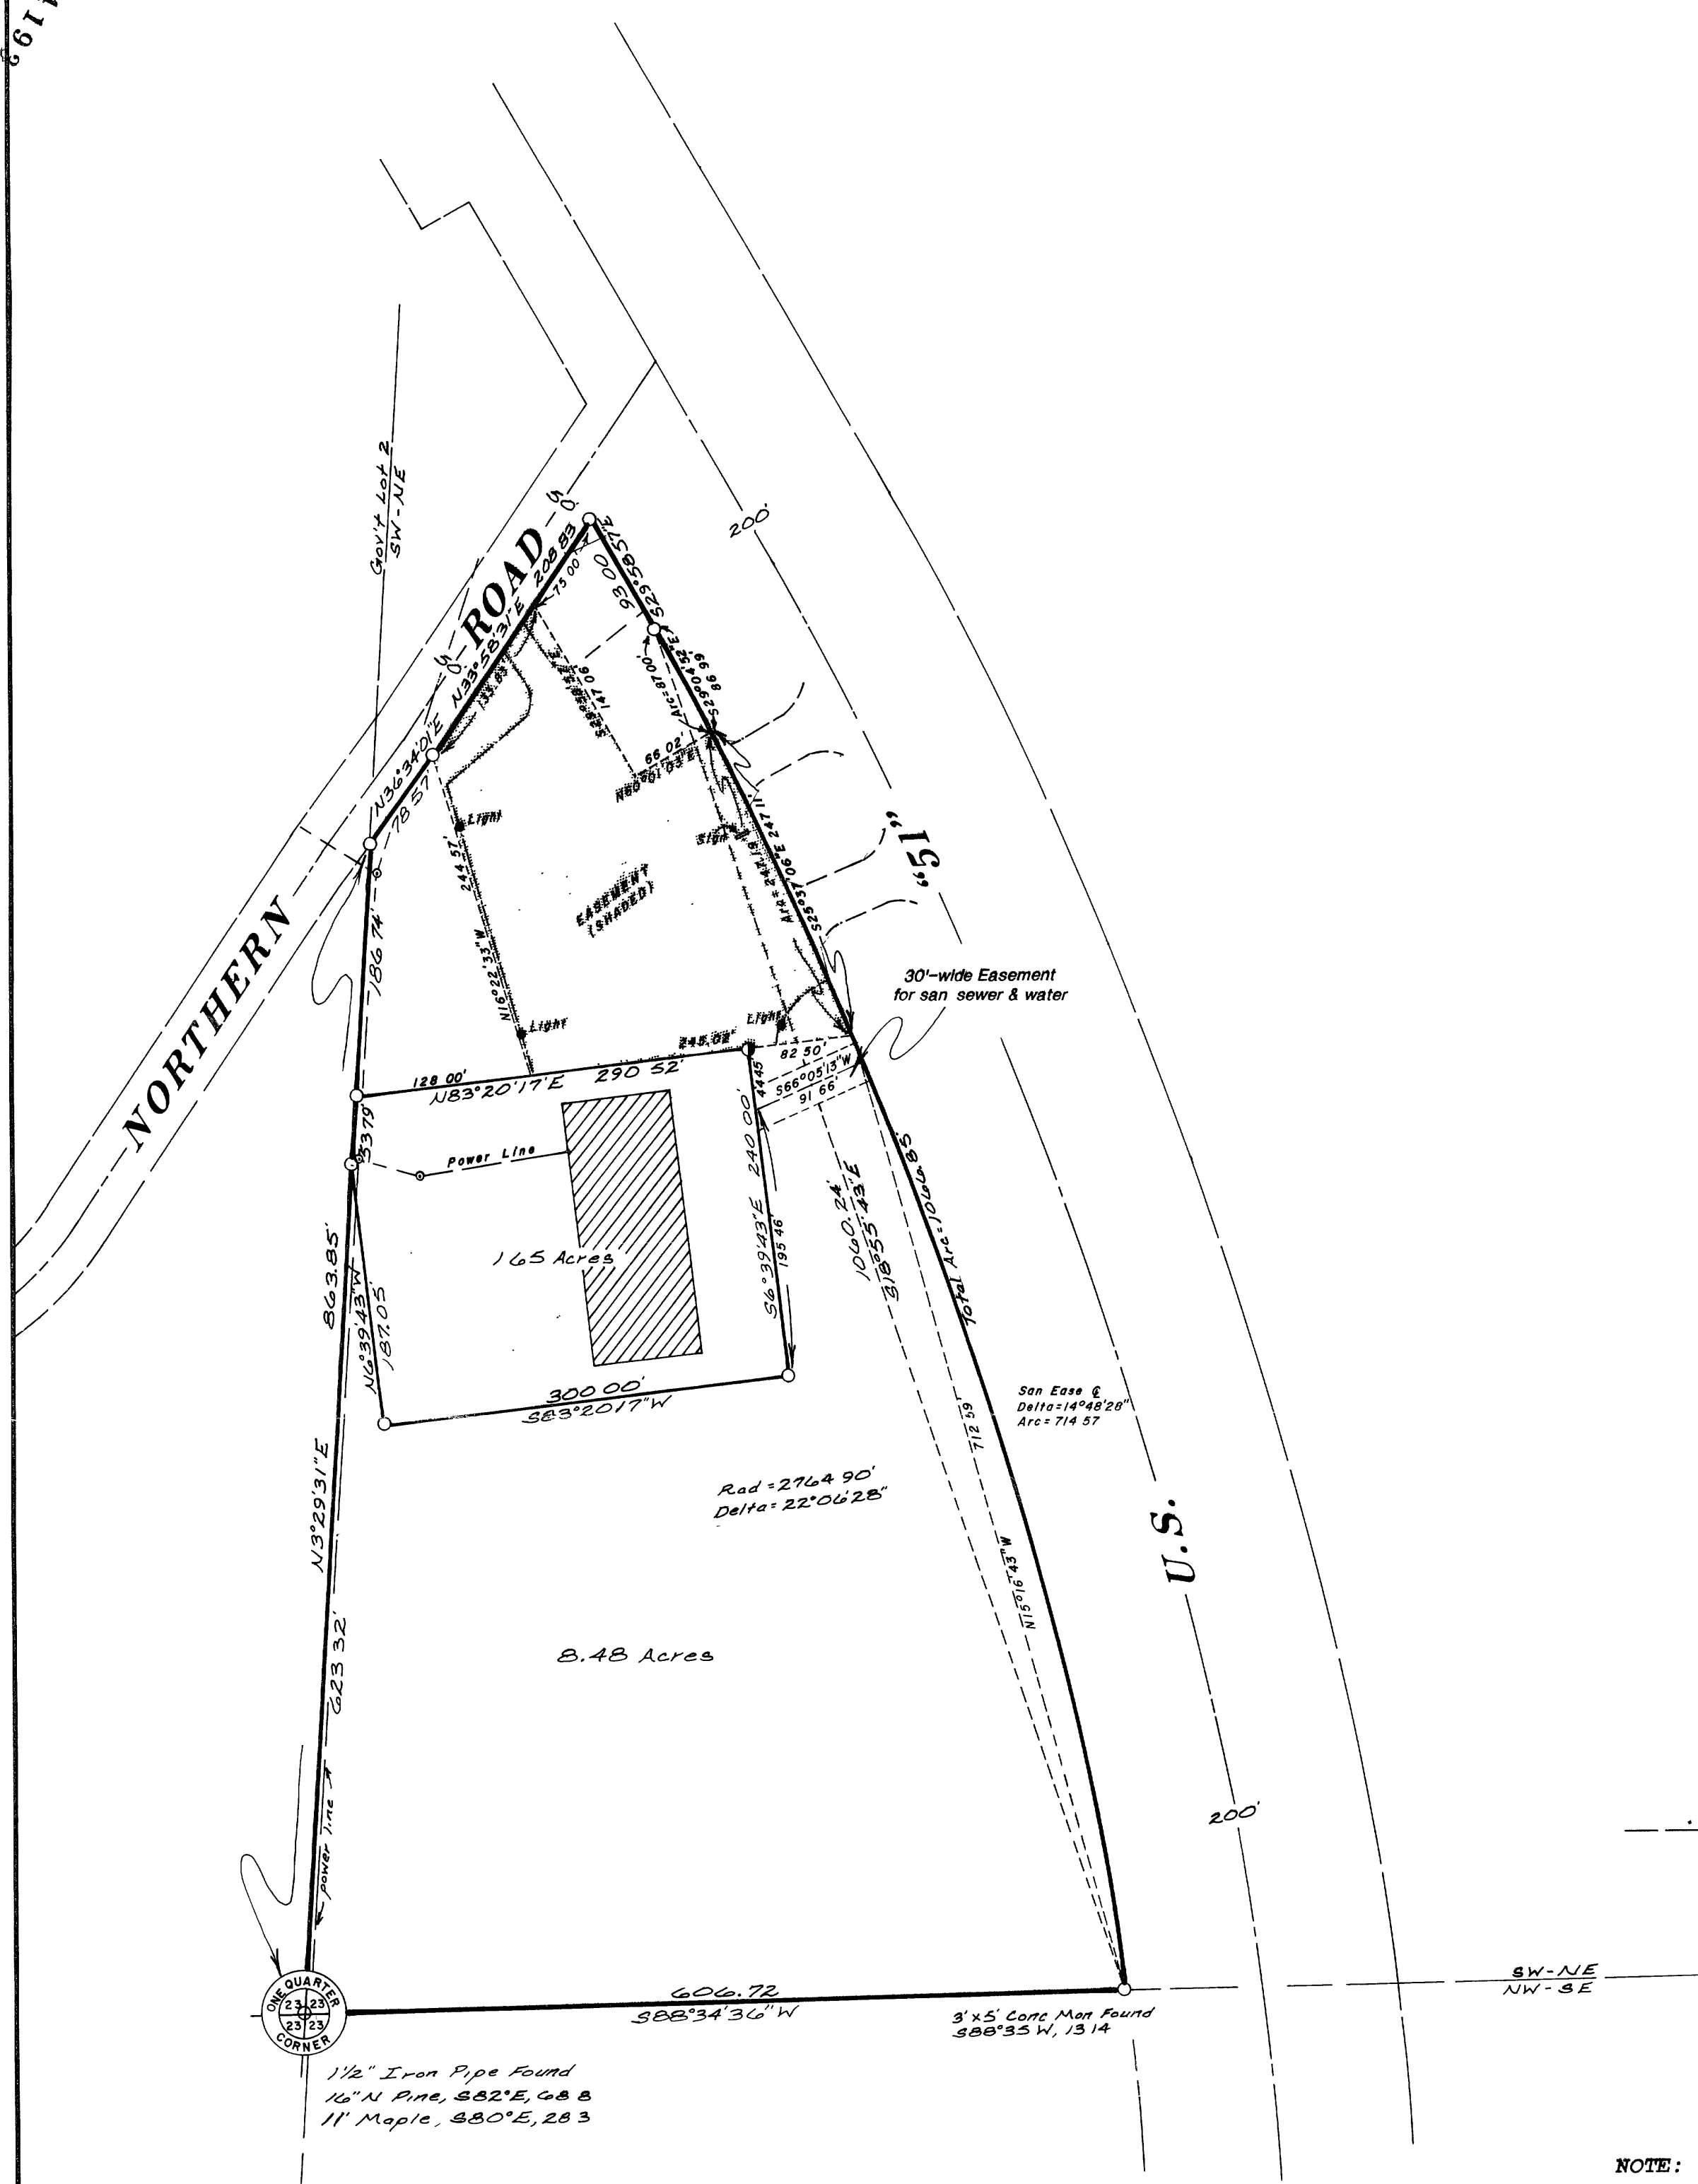 Gov't Lot 2
SW-NE
NORTHERN ROAD
N36°34'01"E
78 57'
N33°58'31"E 208 83
75 00'
S29°58'57"E
93 00
Arc=87.00'
S29°04'52"E
86 99
147 06
66 02'
N60°01'03"E
200'
"51"
Light
244 57'
N16°22'33"W
Light
EASEMENT
(SHADED)
Sign
Arc = 247.19
S25°37'06"E 247 11'
30'-wide Easement
for san sewer & water
Light
245.02'
82 50'
S66°05'13"W
91 66'
44 45
186 74'
128 00'
N83°20'17"E 290 52'
53 79'
Power Line
S6°39'43"E 240 00'
195 46'
1 65 Acres
863.85'
N6°39'43"W
187.05'
300 00'
S83°20'17"W
1060.24'
S18°55'43"E
Total Arc=1066.85'
San Ease ℄
Delta=14°48'28"
Arc = 714 57
712 59'
N15°16'43"W
Rad = 2764 90'
Delta= 22°06'28"
N3°29'31"E
623 32'
8.48 Acres
U.S.
200'
power line
ONE QUARTER
23 23
23 23
CORNER
606.72
S88°34'36"W
3'x5' Conc Mon Found
S88°35 W, 13 14
SW-NE
NW-SE
1 1/2" Iron Pipe Found
16" N Pine, S82°E, 68 8
11' Maple, S80°E, 28 3
NOTE: